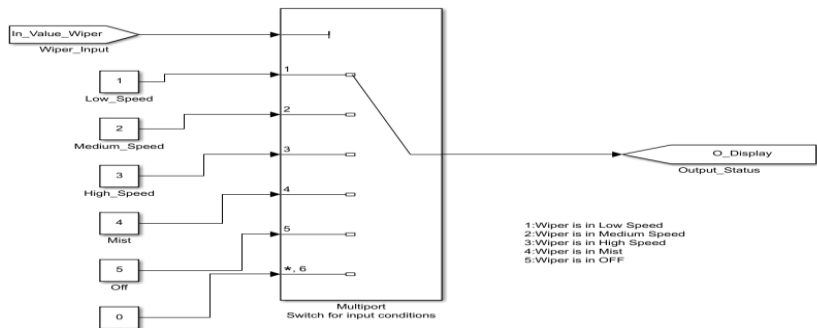 In_Value_Wiper
Wiper_Input
1
Low_Speed
2
Medium_Speed
3
High_Speed
4
Mist
5
Off
0
1
2
3
4
5
*, 6
Multiport
Switch for input conditions
O_Display
Output_Status
1:Wiper is in Low Speed
2:Wiper is in Medium Speed
3:Wiper is in High Speed
4:Wiper is in Mist
5:Wiper is in OFF